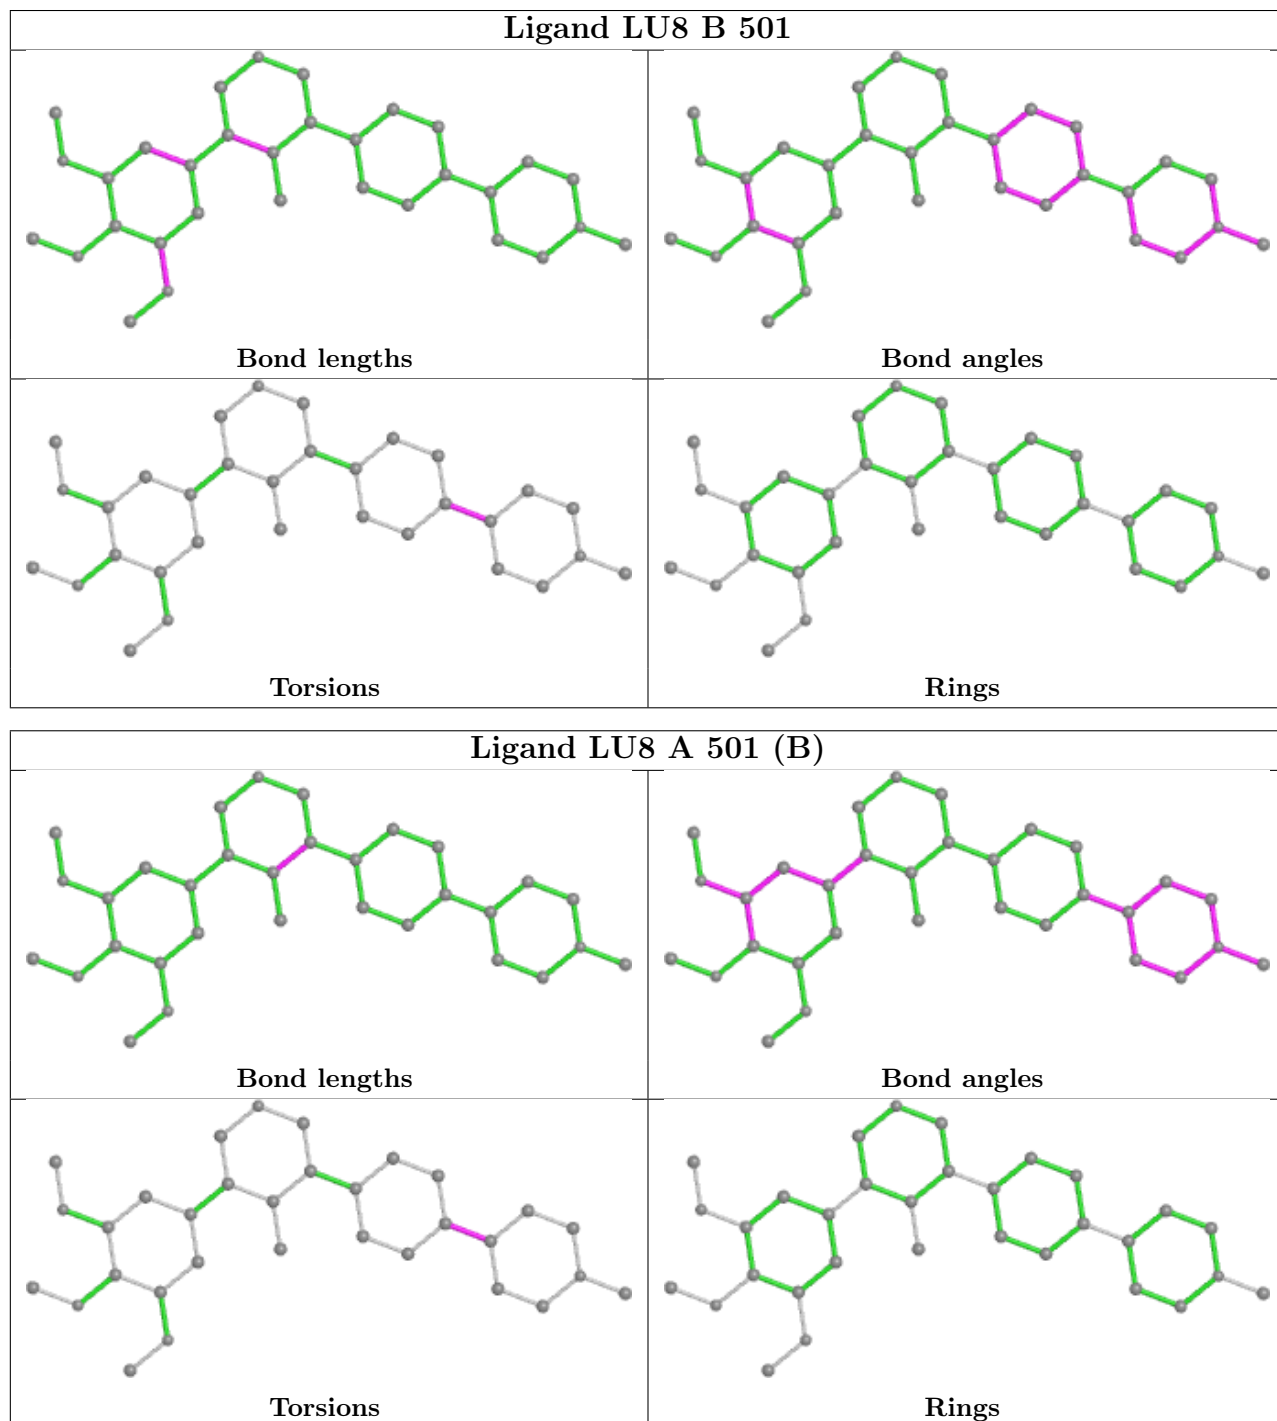 Ligand LU8 B 501
Bond lengths
Bond angles
Torsions
Rings
Ligand LU8 A 501 (B)
Bond lengths
Bond angles
Torsions
Rings